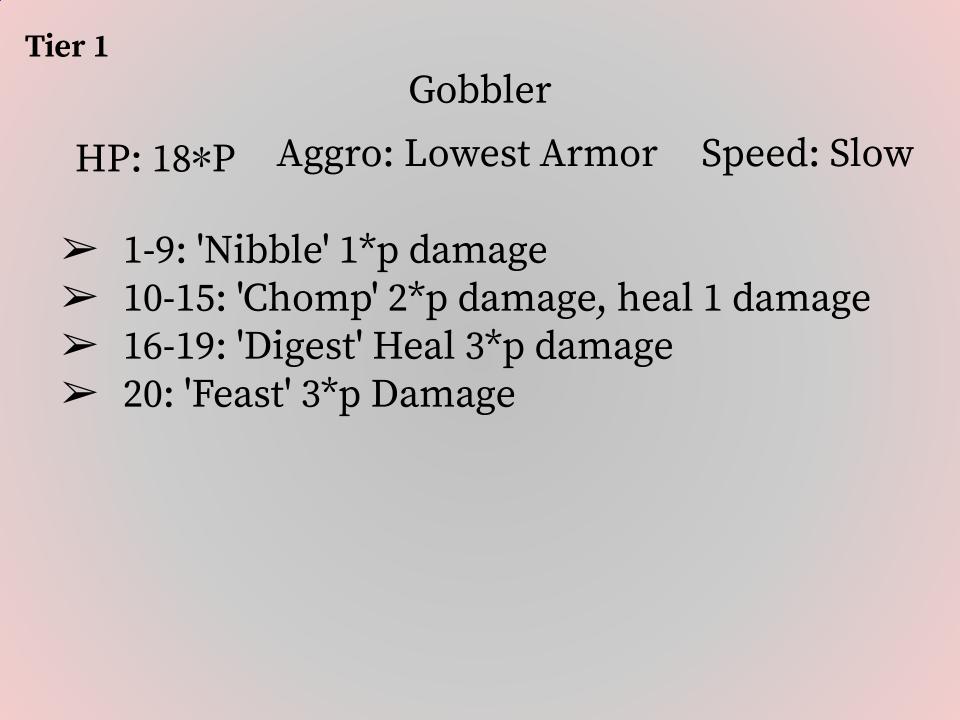 Tier 1
Gobbler
HP: 18*P Aggro: Lowest Armor Speed: Slow
➢ 1-9: 'Nibble' 1*p damage
➢ 10-15: 'Chomp' 2*p damage, heal 1 damage
➢ 16-19: 'Digest' Heal 3*p damage
➢ 20: 'Feast' 3*p Damage